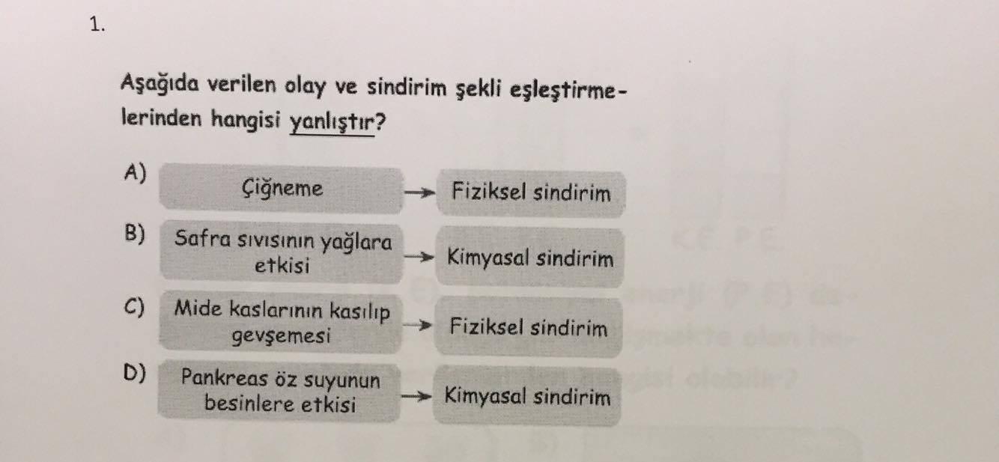 1.
Aşağıda verilen olay ve sindirim şekli eşleştirme-
lerinden hangisi yanlıştır?
A) Çiğneme → Fiziksel sindirim
B) Safra sıvısının yağlara
etkisi → Kimyasal sindirim
C) Mide kaslarının kasılıp
gevşemesi → Fiziksel sindirim
D) Pankreas öz suyunun
besinlere etkisi → Kimyasal sindirim